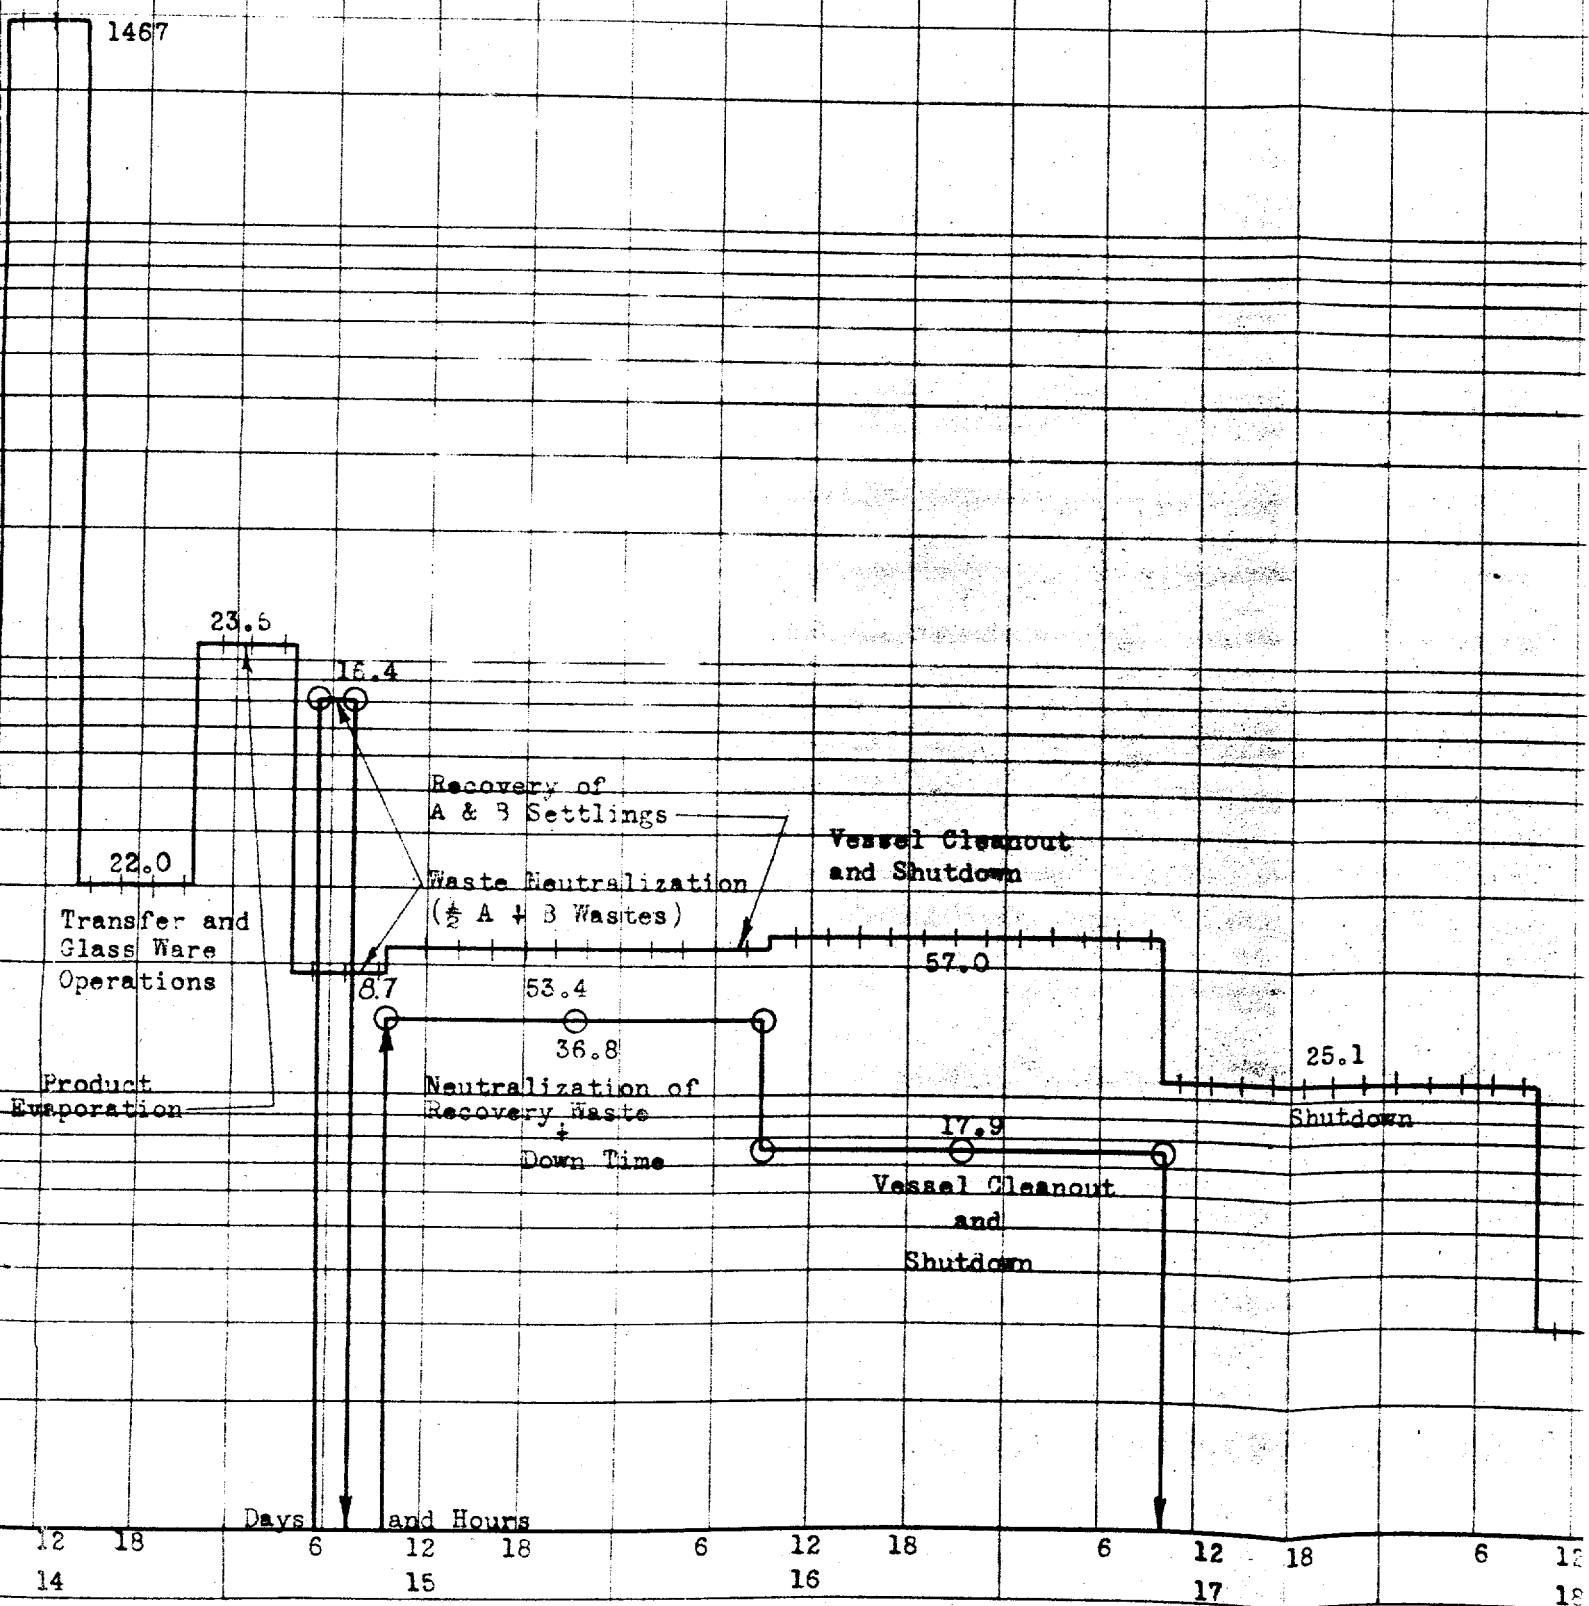 1467
23.5
16.4
Recovery of
A & B Settlings
Vessel Cleanout
and Shutdown
22.0
Waste Neutralization
(½ A + B Wastes)
Transfer and
Glass Ware
Operations
57.0
8.7
53.4
36.8
25.1
Product
Evaporation
Neutralization of
Recovery Waste
+
Down Time
Shutdown
17.9
Vessel Cleanout
and
Shutdown
Days and Hours
12 18 6 12 18 6 12 18 6 12 18 6 12
14 15 16 17 18